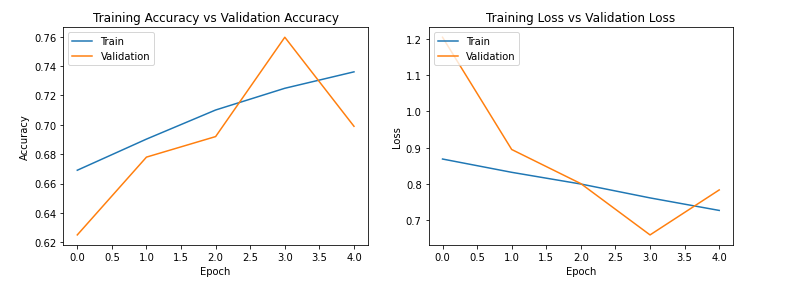 Training Accuracy vs Validation Accuracy
Train
Validation
0.76
0.74
0.72
0.70
0.68
0.66
0.64
0.62
Accuracy
0.0 0.5 1.0 1.5 2.0 2.5 3.0 3.5 4.0
Epoch
Training Loss vs Validation Loss
Train
Validation
1.2
1.1
1.0
0.9
0.8
0.7
Loss
0.0 0.5 1.0 1.5 2.0 2.5 3.0 3.5 4.0
Epoch